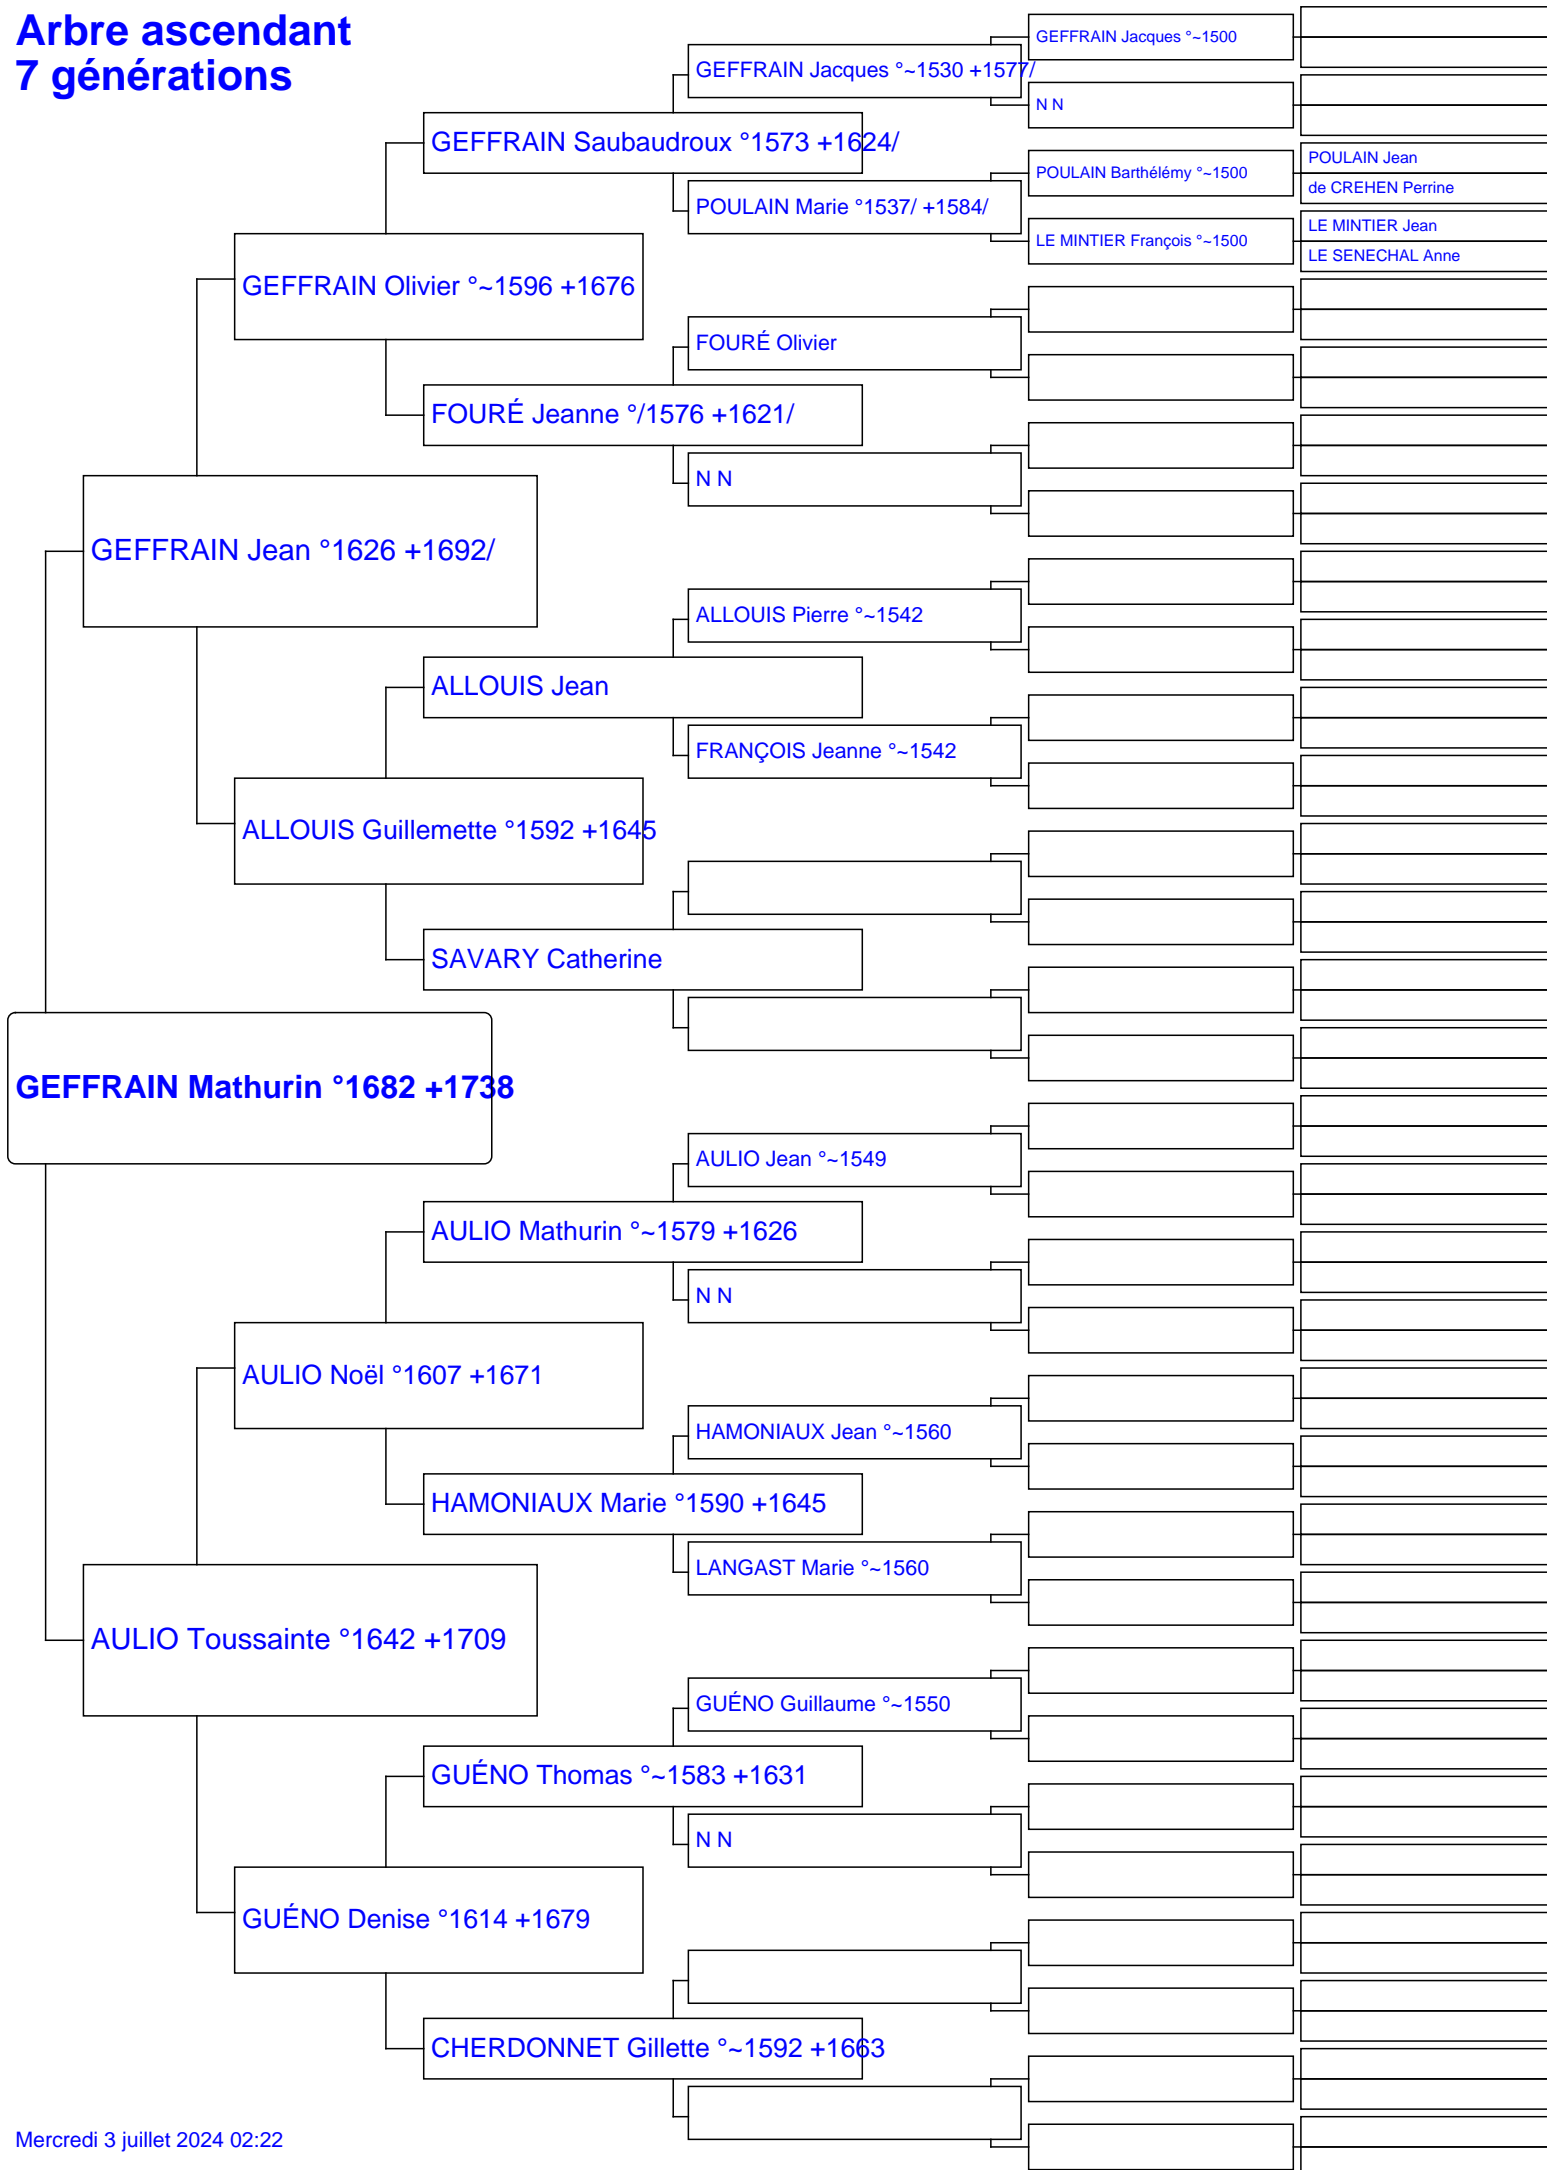 Arbre ascendant
7 générations
GEFFRAIN Jacques °~1500
GEFFRAIN Jacques °~1530 +1577/
N N
GEFFRAIN Saubaudroux °1573 +1624/
POULAIN Jean
POULAIN Barthélémy °~1500
de CREHEN Perrine
POULAIN Marie °1537/ +1584/
LE MINTIER Jean
LE MINTIER François °~1500
LE SENECHAL Anne
GEFFRAIN Olivier °~1596 +1676
FOURÉ Olivier
FOURÉ Jeanne °/1576 +1621/
N N
GEFFRAIN Jean °1626 +1692/
ALLOUIS Pierre °~1542
ALLOUIS Jean
FRANÇOIS Jeanne °~1542
ALLOUIS Guillemette °1592 +1645
SAVARY Catherine
GEFFRAIN Mathurin °1682 +1738
AULIO Jean °~1549
AULIO Mathurin °~1579 +1626
N N
AULIO Noël °1607 +1671
HAMONIAUX Jean °~1560
HAMONIAUX Marie °1590 +1645
LANGAST Marie °~1560
AULIO Toussainte °1642 +1709
GUÉNO Guillaume °~1550
GUÉNO Thomas °~1583 +1631
N N
GUÉNO Denise °1614 +1679
CHERDONNET Gillette °~1592 +1663
Mercredi 3 juillet 2024 02:22